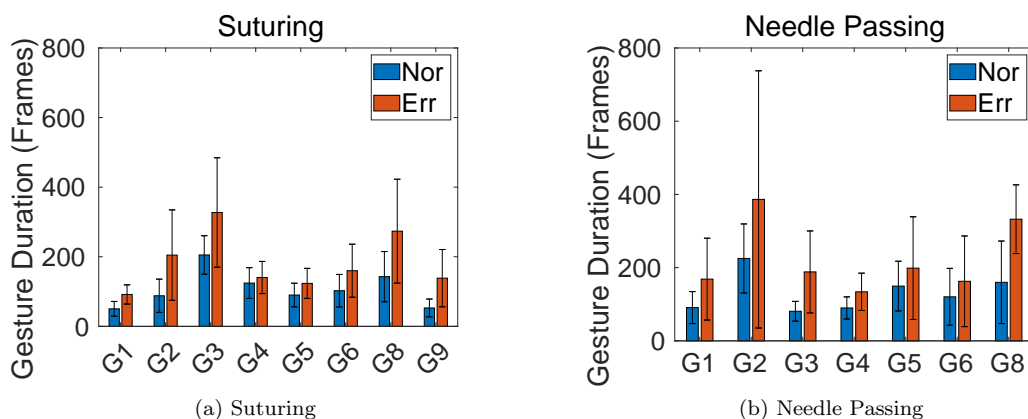 Suturing
Gesture Duration (Frames)
800
600
400
200
0
Nor
Err
G1 G2 G3 G4 G5 G6 G8 G9
(a) Suturing
Needle Passing
Gesture Duration (Frames)
800
600
400
200
0
Nor
Err
G1 G2 G3 G4 G5 G6 G8
(b) Needle Passing